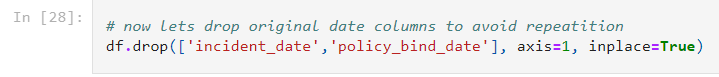 In [28]:
# now lets drop original date columns to avoid repeatition
df.drop(['incident_date','policy_bind_date'], axis=1, inplace=True)